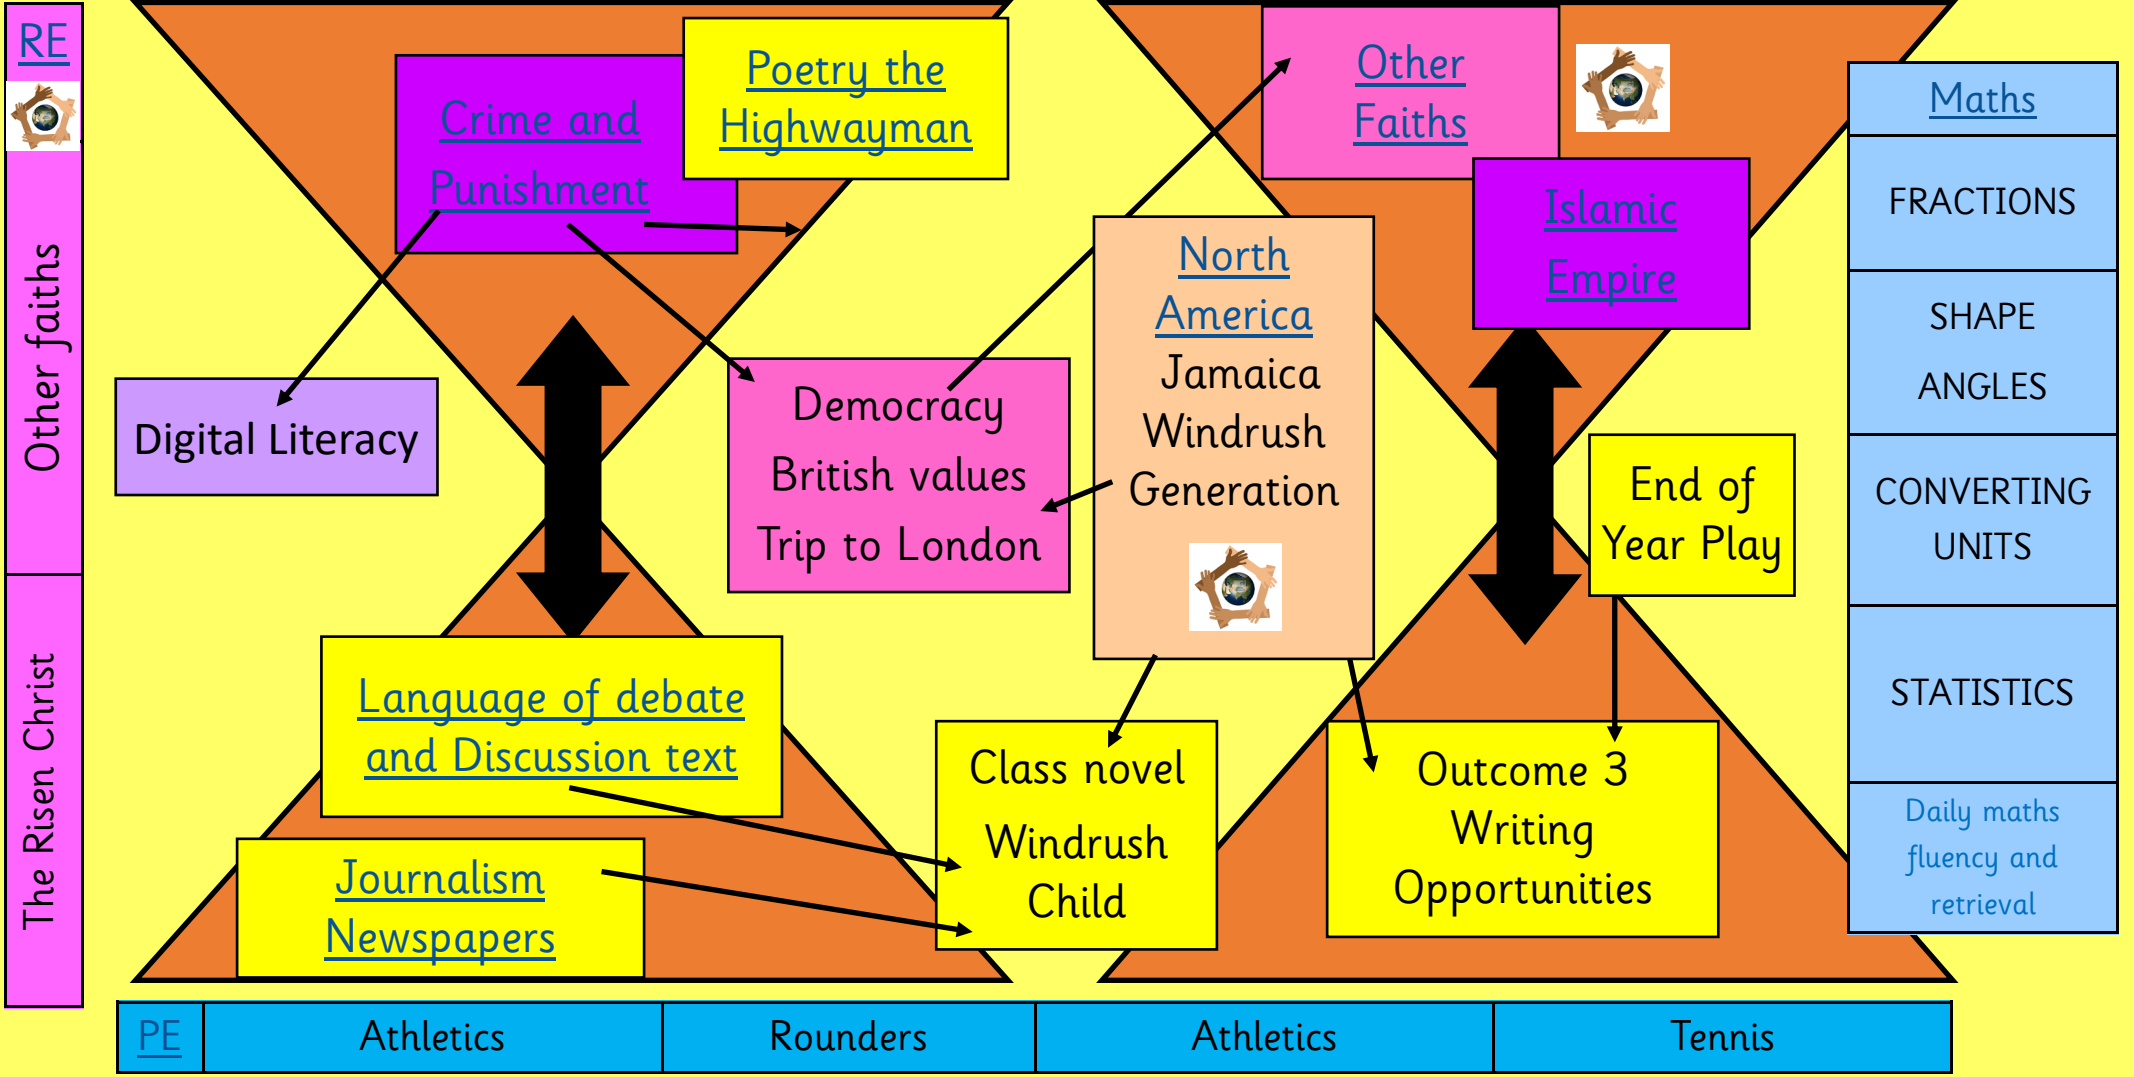 RE
Other faiths
The Risen Christ
Crime and
Punishment
Poetry the
Highwayman
Digital Literacy
Democracy
British values
Trip to London
Language of debate
and Discussion text
Journalism
Newspapers
Other
Faiths
Islamic
Empire
North
America
Jamaica
Windrush
Generation
End of
Year Play
Class novel
Windrush
Child
Outcome 3
Writing
Opportunities
Maths
FRACTIONS
SHAPE
ANGLES
CONVERTING
UNITS
STATISTICS
Daily maths
fluency and
retrieval
PE
Athletics
Rounders
Athletics
Tennis